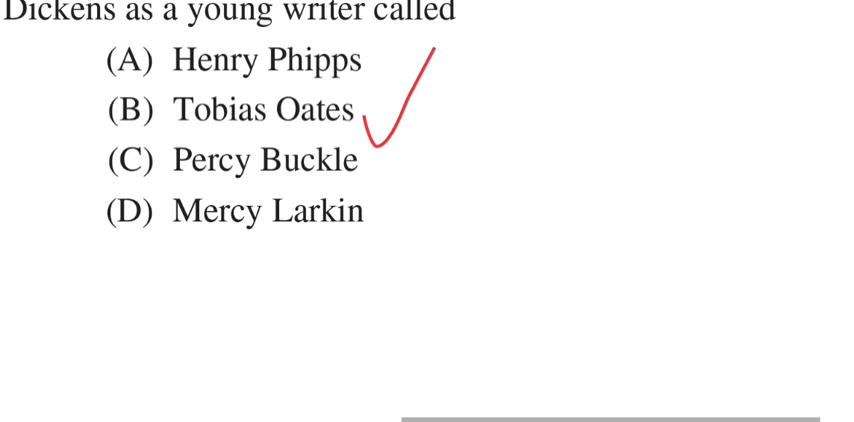 Dickens as a young writer called
(A) Henry Phipps
(B) Tobias Oates
(C) Percy Buckle
(D) Mercy Larkin